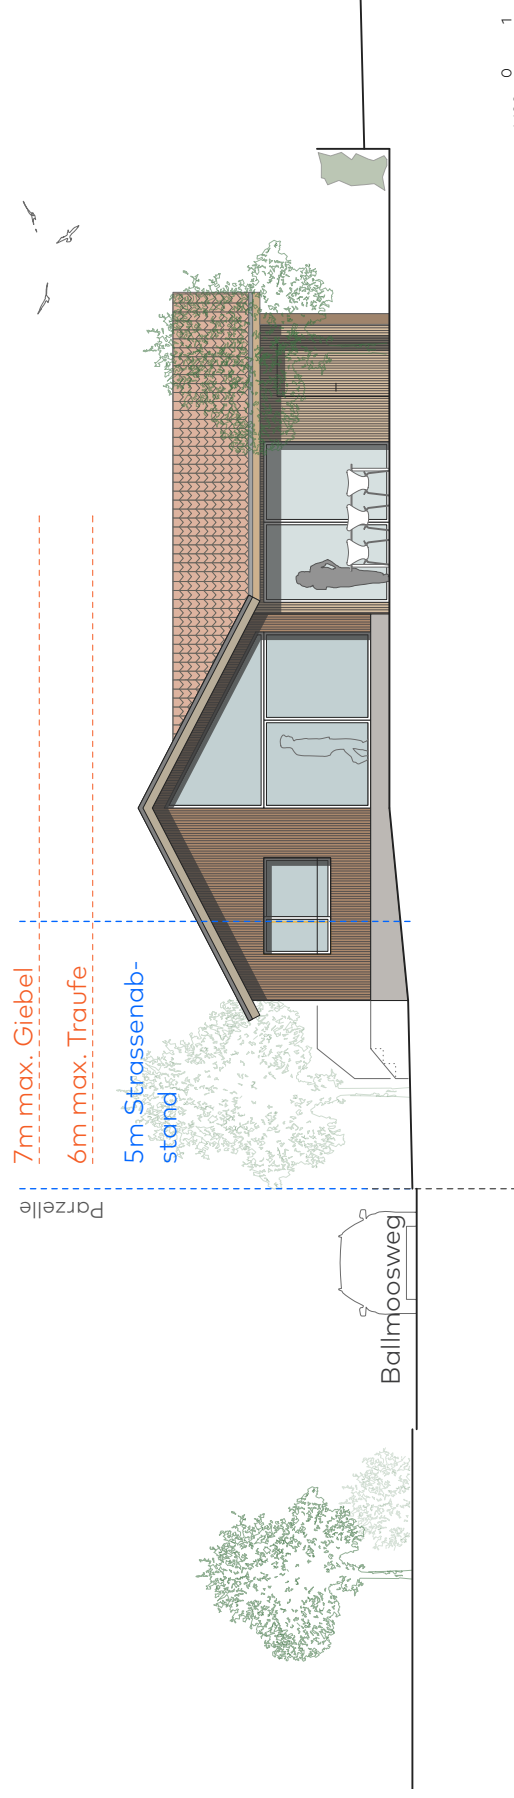 7m max. Giebel
6m max. Traufe
5m Strassenab-
stand
Parzelle
Ballmoosweg
0 1